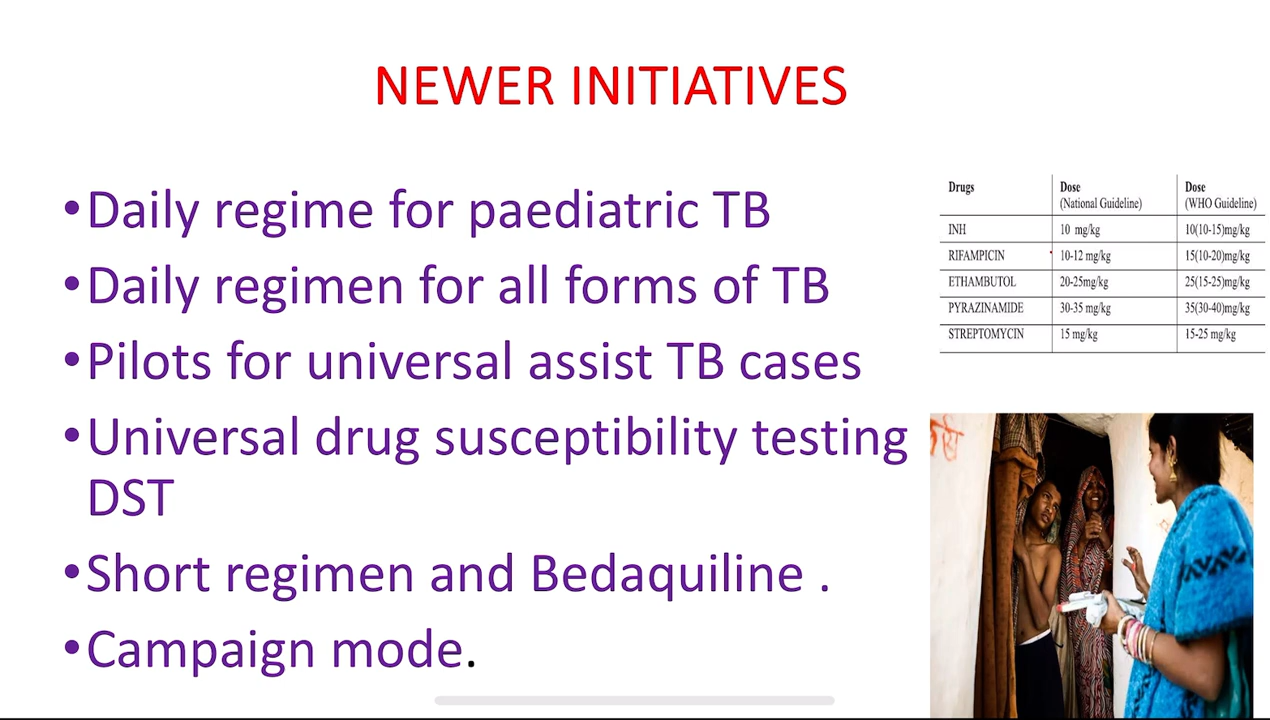 NEWER INITIATIVES
•Daily regime for paediatric TB
•Daily regimen for all forms of TB
•Pilots for universal assist TB cases
•Universal drug susceptibility testing
DST
•Short regimen and Bedaquiline .
•Campaign mode.
Drugs Dose Dose
(National Guideline) (WHO Guideline)
INH 10 mg/kg 10(10-15)mg/kg
RIFAMPICIN 10-12 mg/kg 15(10-20)mg/kg
ETHAMBUTOL 20-25mg/kg 25(15-25)mg/kg
PYRAZINAMIDE 30-35 mg/kg 35(30-40)mg/kg
STREPTOMYCIN 15 mg/kg 15-25 mg/kg